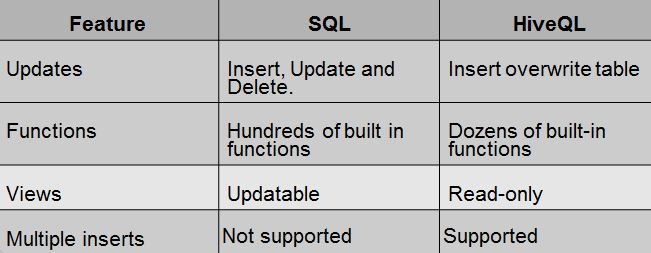 Feature SQL HiveQL
Updates Insert, Update and Delete. Insert overwrite table
Functions Hundreds of built in functions Dozens of built-in functions
Views Updatable Read-only
Multiple inserts Not supported Supported